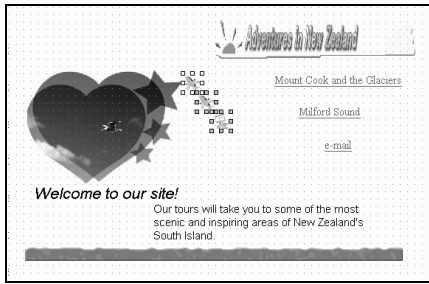 Adventures in New Zealand
Mount Cook and the Glaciers
Milford Sound
e-mail
Welcome to our site!
Our tours will take you to some of the most
scenic and inspiring areas of New Zealand's
South Island.